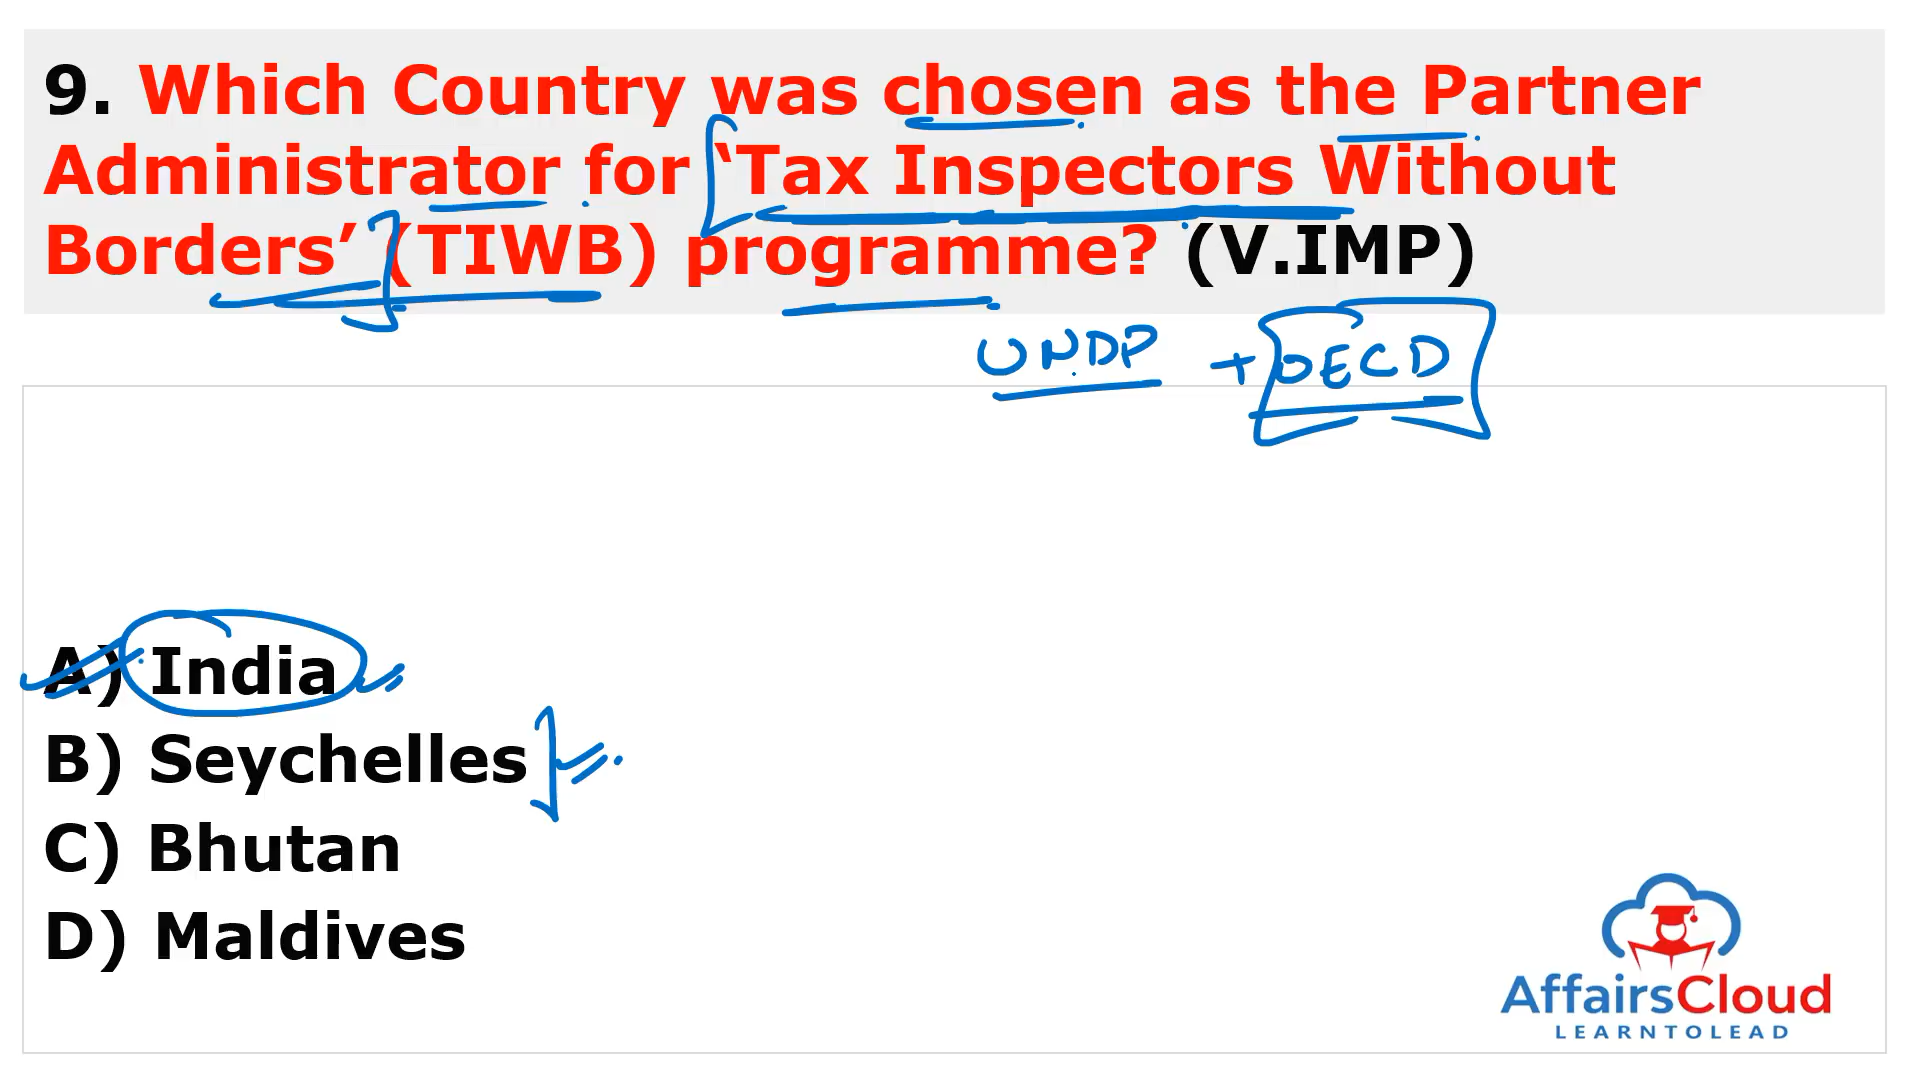 9. Which Country was chosen as the Partner
Administrator for ‘Tax Inspectors Without
Borders’ (TIWB) programme? (V.IMP)
UNDP + OECD
A) India
B) Seychelles
C) Bhutan
D) Maldives
AffairsCloud
LEARNTOLEAD